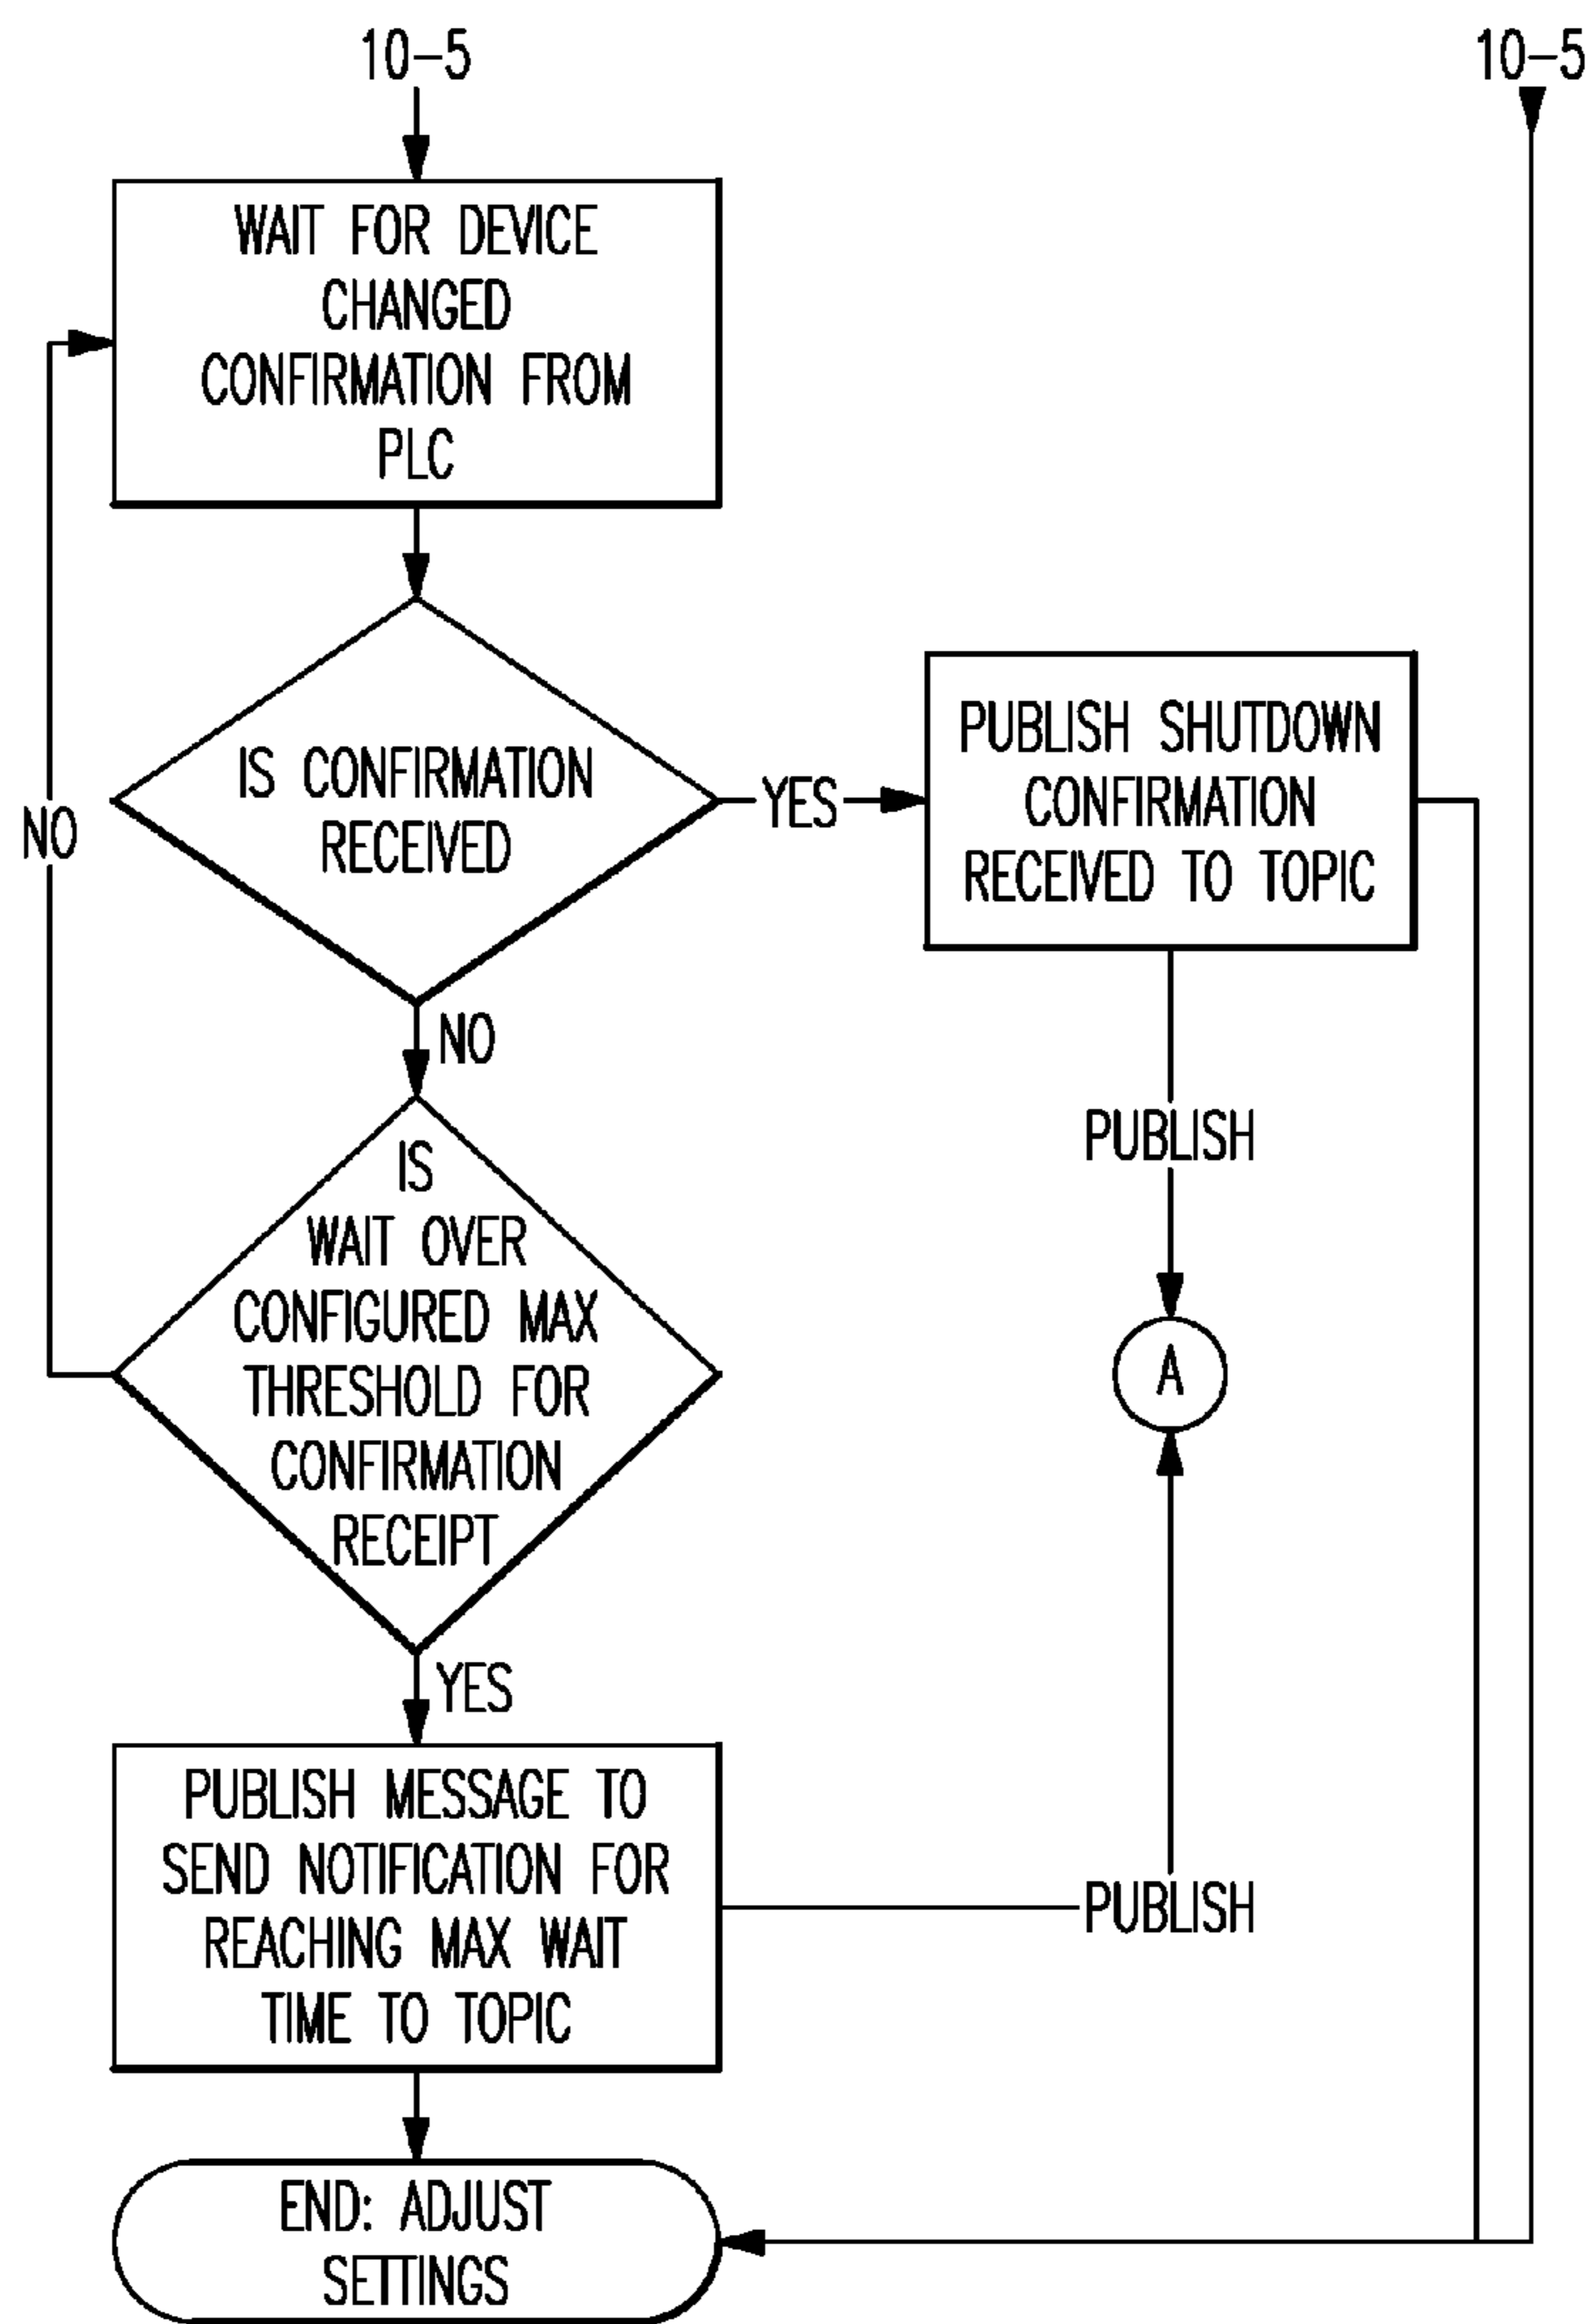 10-5
10-5
WAIT FOR DEVICE
CHANGED
CONFIRMATION FROM
PLC
IS CONFIRMATION
RECEIVED
YES
PUBLISH SHUTDOWN
CONFIRMATION
RECEIVED TO TOPIC
NO
NO
PUBLISH
IS
WAIT OVER
CONFIGURED MAX
THRESHOLD FOR
CONFIRMATION
RECEIPT
A
YES
PUBLISH MESSAGE TO
SEND NOTIFICATION FOR
REACHING MAX WAIT
TIME TO TOPIC
PUBLISH
END: ADJUST
SETTINGS